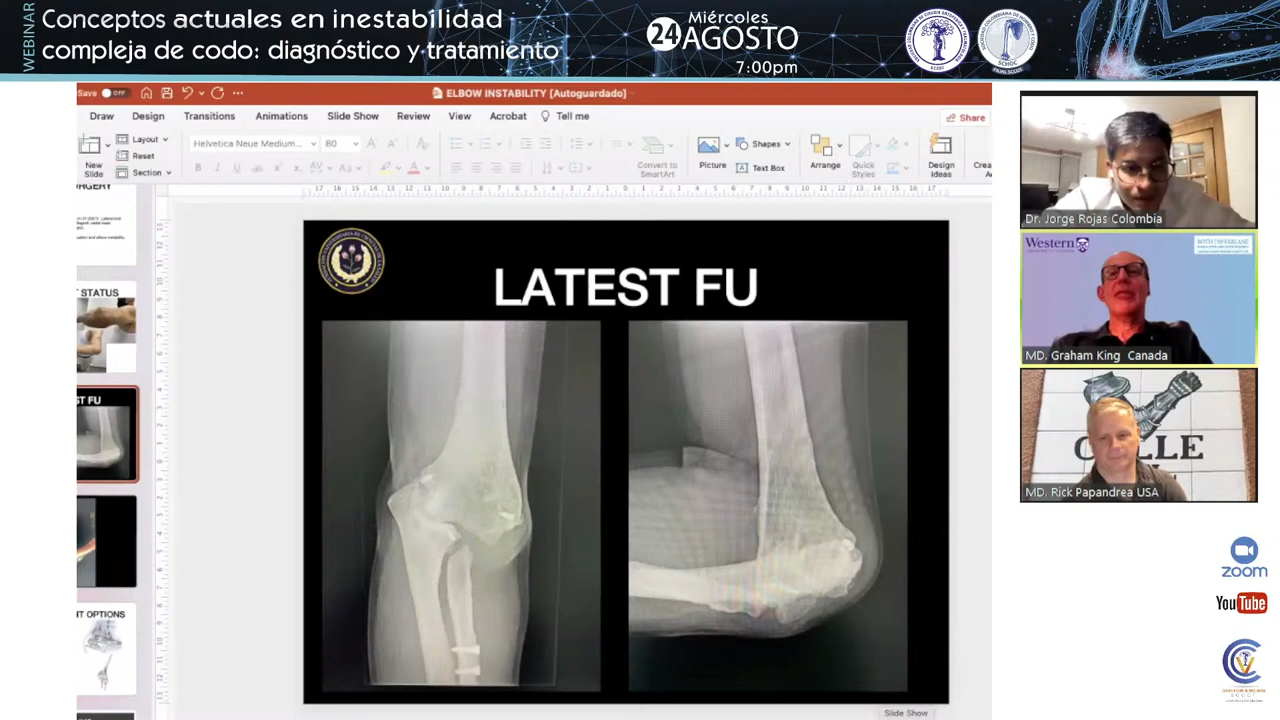 WEBINAR
Conceptos actuales en inestabilidad
compleja de codo: diagnóstico y tratamiento
Miércoles
24 AGOSTO
7:00pm
Save OFF
ELBOW INSTABILITY [Autoguardado]
Draw Design Transitions Animations Slide Show Review View Acrobat Tell me
Share
New
Slide
Layout
Reset
Section
Helvetica Neue Medium...
80
Convert to
SmartArt
Picture
Shapes
Text Box
Arrange
Quick
Styles
Design
Ideas
LATEST FU
T STATUS
ST FU
T OPTIONS
Slide Show
Dr. Jorge Rojas Colombia
Western
MD. Graham King Canada
MD. Rick Papandrea USA
zoom
YouTube